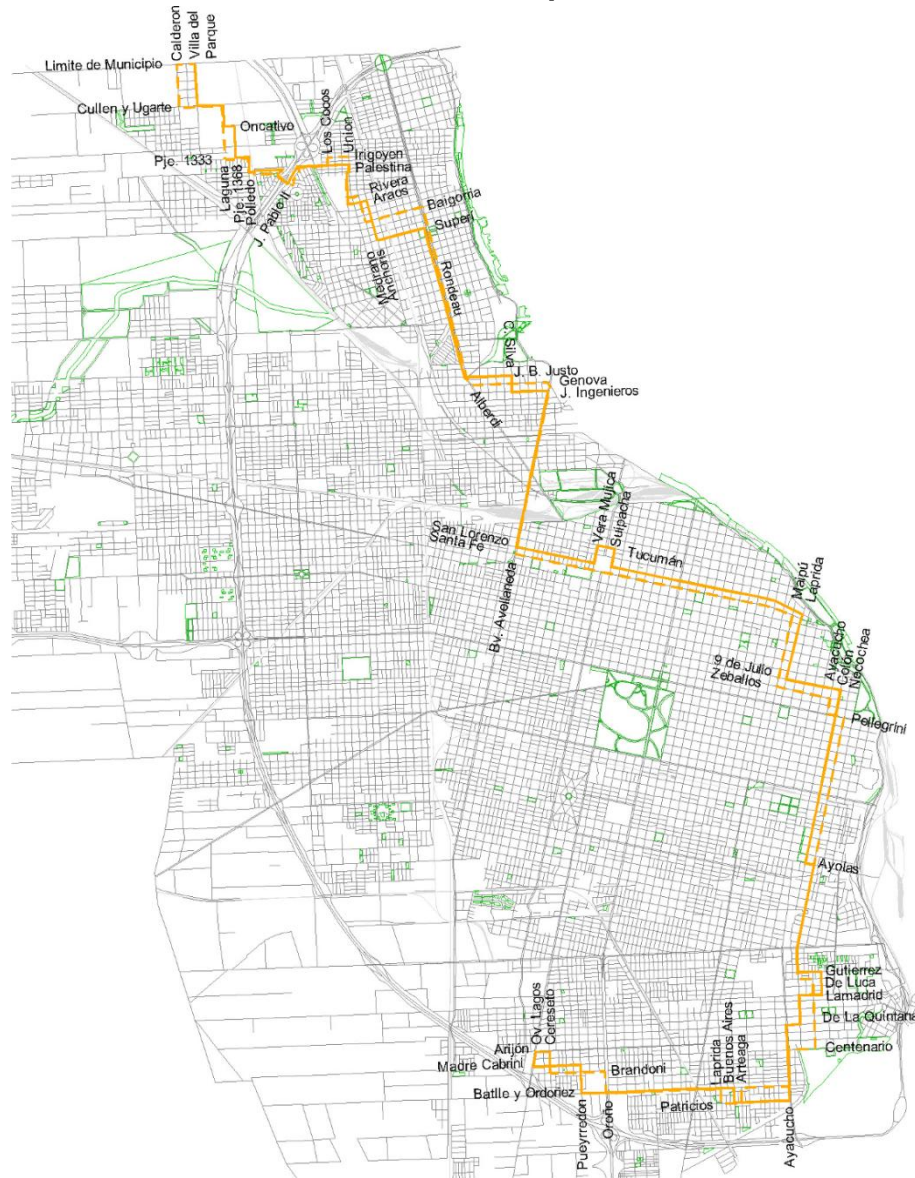 Calderon
Villa del
Parque
Limite de Municipio
Cullen y Ugarte
Oncativo
Los Cocos
Union
Pje. 1333
Irigoyen
Palestina
Laguna
Pje. 1368
Polledo
J. Pablo II
Rivera
Araos
Baigorria
Superi
Medrano
Anchoris
Rondeau
C. Silva
J. B. Justo
Genova
J. Ingenieros
Alberdi
San Lorenzo
Santa Fe
Vera Mujica
Suipacha
Tucumán
Bv. Avellaneda
Maipú
Laprida
9 de Julio
Zeballos
Ayacucho
Colón
Necochea
Pellegrini
Ayolas
Gutierrez
De Luca
Lamadrid
De La Quintana
Centenario
Ov. Lagos
Cereseto
Arijón
Madre Cabrini
Brandoni
Laprida
Buenos Aires
Arteaga
Batlle y Ordoñez
Patricios
Pueyrredon
Oroño
Ayacucho